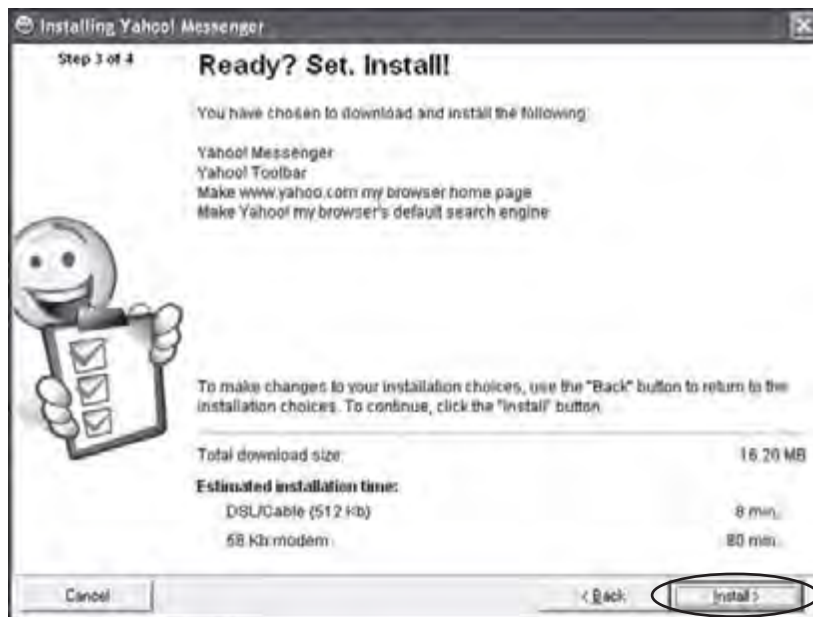 Installing Yahoo! Messenger
Step 3 of 4
Ready? Set. Install!
You have chosen to download and install the following:
Yahoo! Messenger
Yahoo! Toolbar
Make www.yahoo.com my browser home page
Make Yahoo! my browser's default search engine
To make changes to your installation choices, use the "Back" button to return to the
installation choices. To continue, click the "Install" button.
Total download size: 16.20 MB
Estimated installation time:
DSL/Cable (512 Kb) 8 min.
56 Kb modem: 80 min.
Cancel < Back Install >